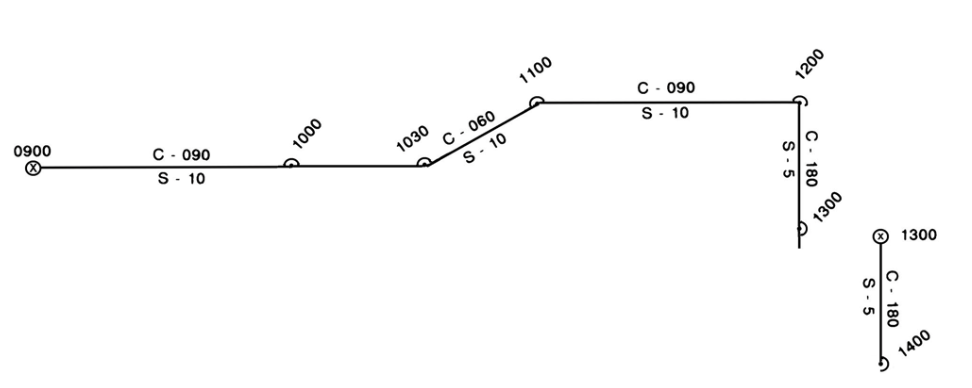 0900
C - 090
S - 10
1000
1030
C - 060
S - 10
1100
C - 090
S - 10
1200
C - 180
S - 5
1300
X
1300
C - 180
S - 5
1400
X